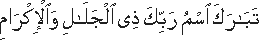 تَبَـٰرَكَ ٱسْمُ رَبِّكَ ذِى ٱلْجَلَـٰلِ وَٱلْإِكْرَامِ